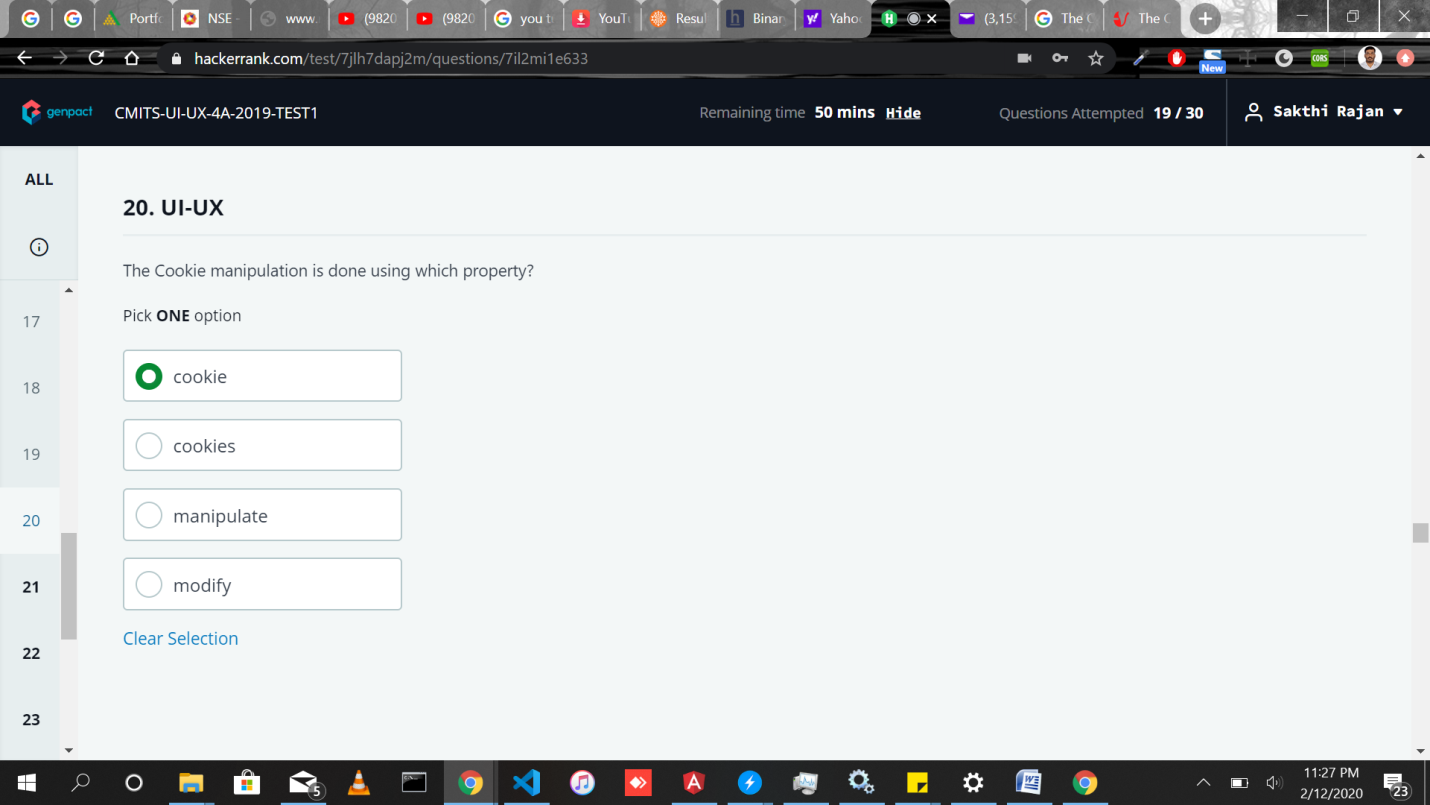 Portfo
NSE -
www.
(9820
(9820
you t
YouTu
Resul
Binar
Yahoo
(3,159
The C
The C
hackerrank.com/test/7jlh7dapj2m/questions/7il2mi1e633
New
CORS
genpact
CMITS-UI-UX-4A-2019-TEST1
Remaining time 50 mins Hide
Questions Attempted 19 / 30
Sakthi Rajan
ALL
17
18
19
20
21
22
23
20. UI-UX
The Cookie manipulation is done using which property?
Pick ONE option
cookie
cookies
manipulate
modify
Clear Selection
5
11:27 PM
2/12/2020
23